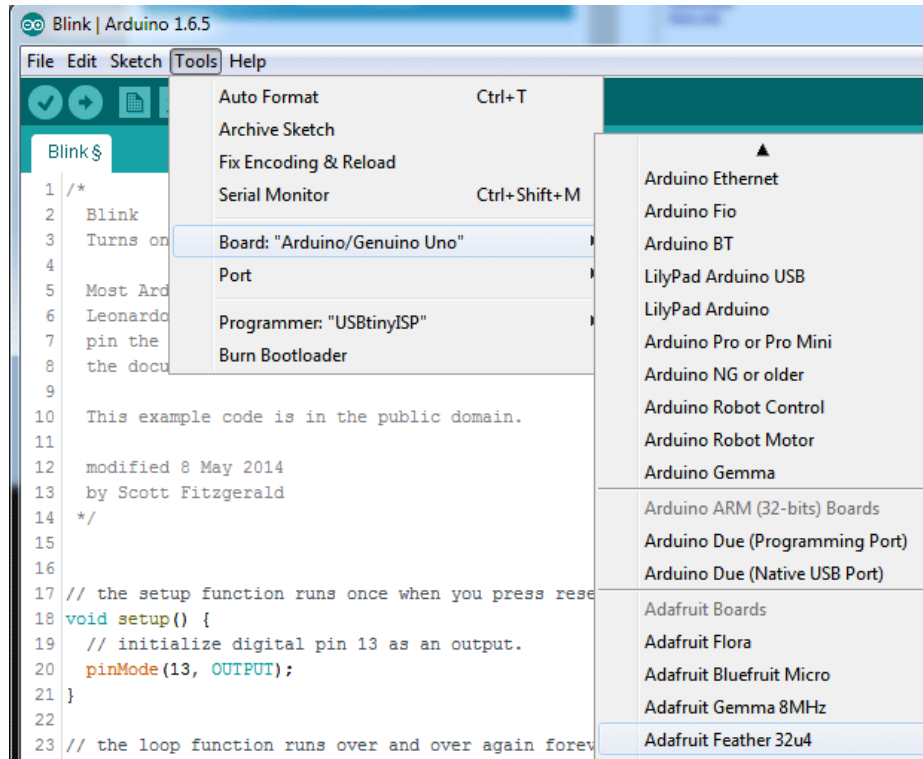 Blink | Arduino 1.6.5
File Edit Sketch Tools Help
Auto Format Ctrl+T
Archive Sketch
Fix Encoding & Reload
Serial Monitor Ctrl+Shift+M
Board: "Arduino/Genuino Uno"
Port
Programmer: "USBtinyISP"
Burn Bootloader
Arduino Ethernet
Arduino Fio
Arduino BT
LilyPad Arduino USB
LilyPad Arduino
Arduino Pro or Pro Mini
Arduino NG or older
Arduino Robot Control
Arduino Robot Motor
Arduino Gemma
Arduino ARM (32-bits) Boards
Arduino Due (Programming Port)
Arduino Due (Native USB Port)
Adafruit Boards
Adafruit Flora
Adafruit Bluefruit Micro
Adafruit Gemma 8MHz
Adafruit Feather 32u4
Blink §
1 /*
2 Blink
3 Turns on
4
5 Most Ard
6 Leonardo
7 pin the
8 the docu
9
10 This example code is in the public domain.
11
12 modified 8 May 2014
13 by Scott Fitzgerald
14 */
15
16
17 // the setup function runs once when you press rese
18 void setup() {
19 // initialize digital pin 13 as an output.
20 pinMode(13, OUTPUT);
21 }
22
23 // the loop function runs over and over again forev